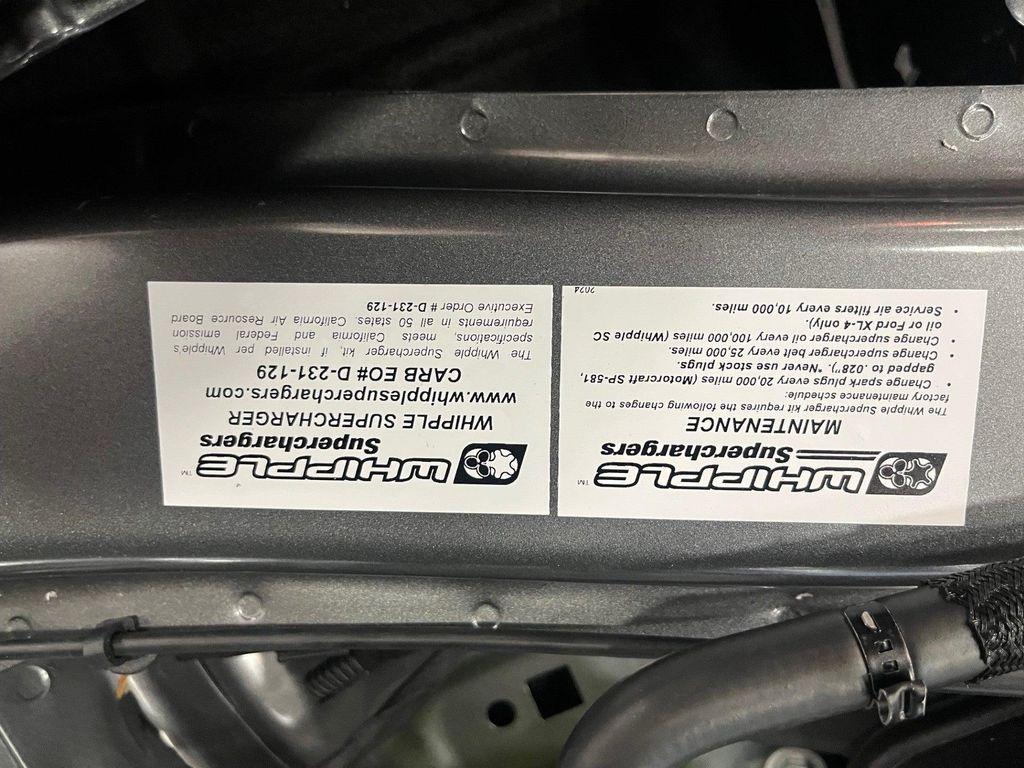 WHIPPLE™
Superchargers
MAINTENANCE
The Whipple Supercharger kit requires the following changes to the
factory maintenance schedule:
• Change spark plugs every 20,000 miles (Motorcraft SP-581,
gapped to .028"). *Never use stock plugs.
• Change supercharger belt every 25,000 miles.
• Change supercharger oil every 100,000 miles (Whipple SC
oil or Ford XL-4 only).
• Service air filters every 10,000 miles.
2024
WHIPPLE™
Superchargers
WHIPPLE SUPERCHARGER
www.whipplesuperchargers.com
CARB EO# D-231-129
The Whipple Supercharger kit, if installed per Whipple's
specifications, meets California and Federal emission
requirements in all 50 states. California Air Resource Board
Executive Order # D-231-129